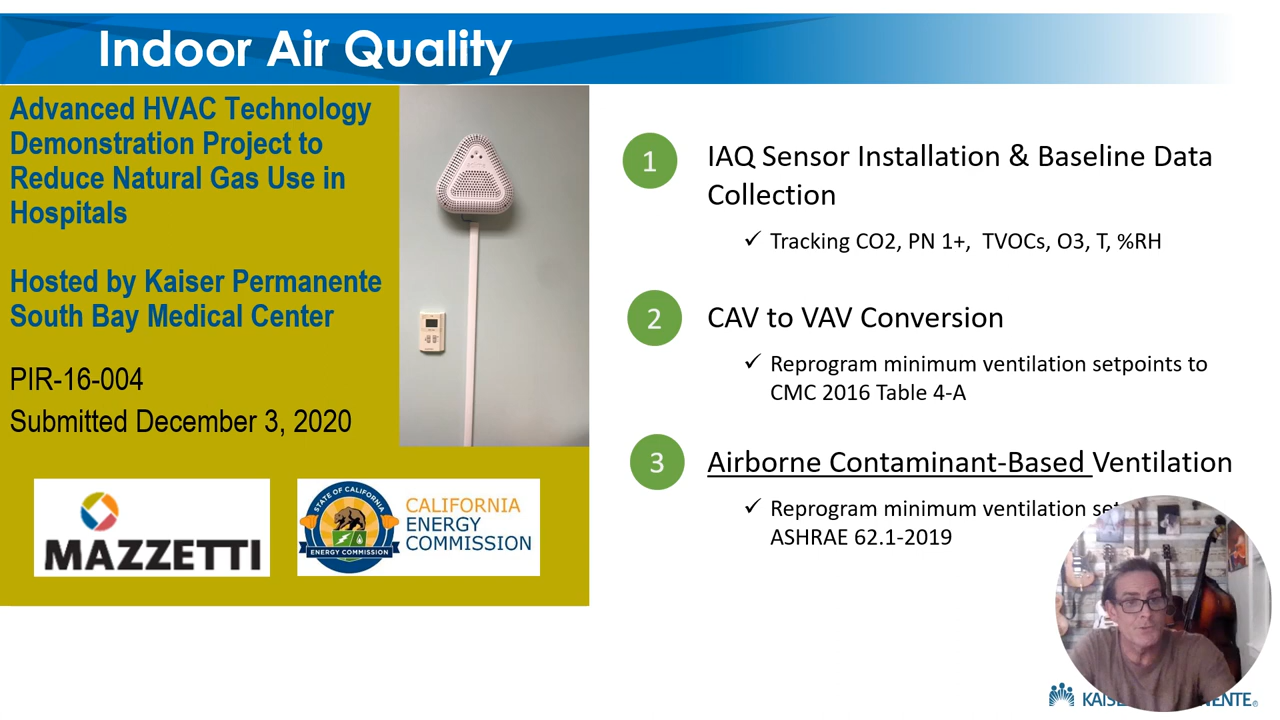 Indoor Air Quality
Advanced HVAC Technology
Demonstration Project to
Reduce Natural Gas Use in
Hospitals
Hosted by Kaiser Permanente
South Bay Medical Center
PIR-16-004
Submitted December 3, 2020
MAZZETTI
STATE OF CALIFORNIA
ENERGY COMMISSION
CALIFORNIA
ENERGY
COMMISSION
1
IAQ Sensor Installation & Baseline Data
Collection
✓ Tracking CO2, PN 1+, TVOCs, O3, T, %RH
2
CAV to VAV Conversion
✓ Reprogram minimum ventilation setpoints to
CMC 2016 Table 4-A
3
Airborne Contaminant-Based Ventilation
✓ Reprogram minimum ventilation
ASHRAE 62.1-2019